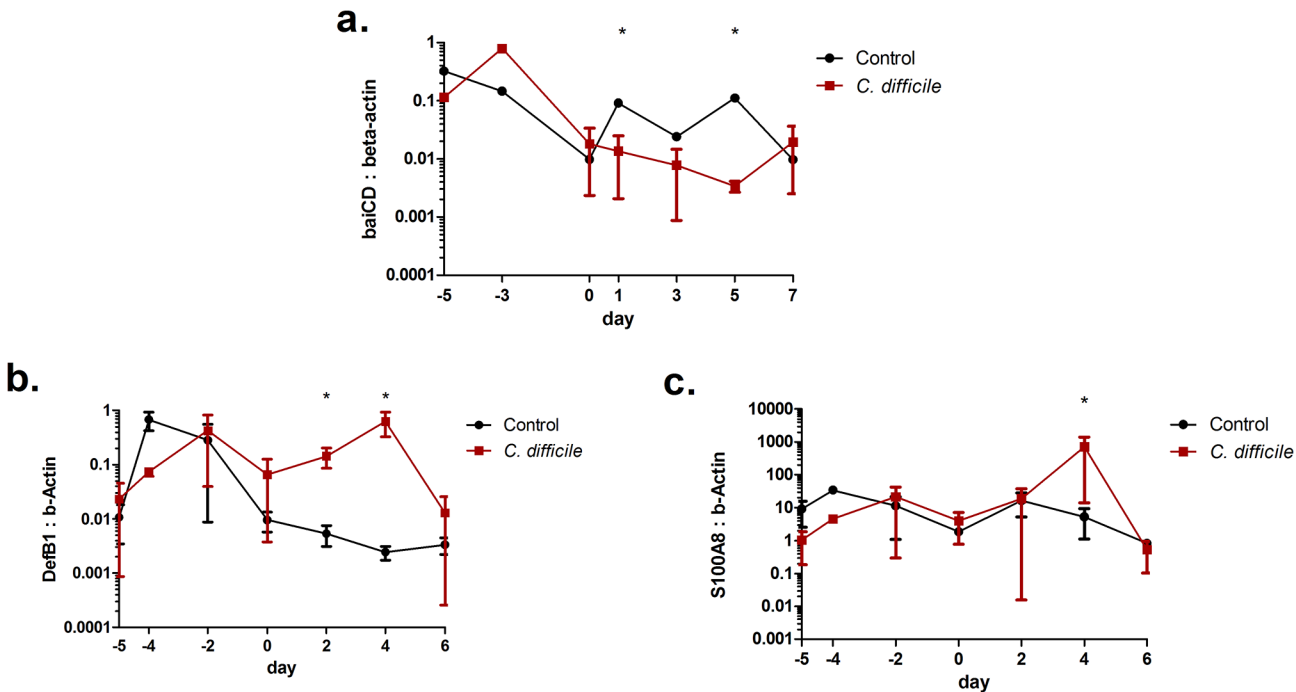 a.
* *
baiCD : beta-actin
1
0.1
0.01
0.001
0.0001
-5 -3 0 1 3 5 7
day
Control
C. difficile
b.
* *
DefB1 : b-Actin
1
0.1
0.01
0.001
0.0001
-5 -4 -2 0 2 4 6
day
Control
C. difficile
c.
*
S100A8 : b-Actin
10000
1000
100
10
1
0.1
0.01
0.001
-5 -4 -2 0 2 4 6
day
Control
C. difficile